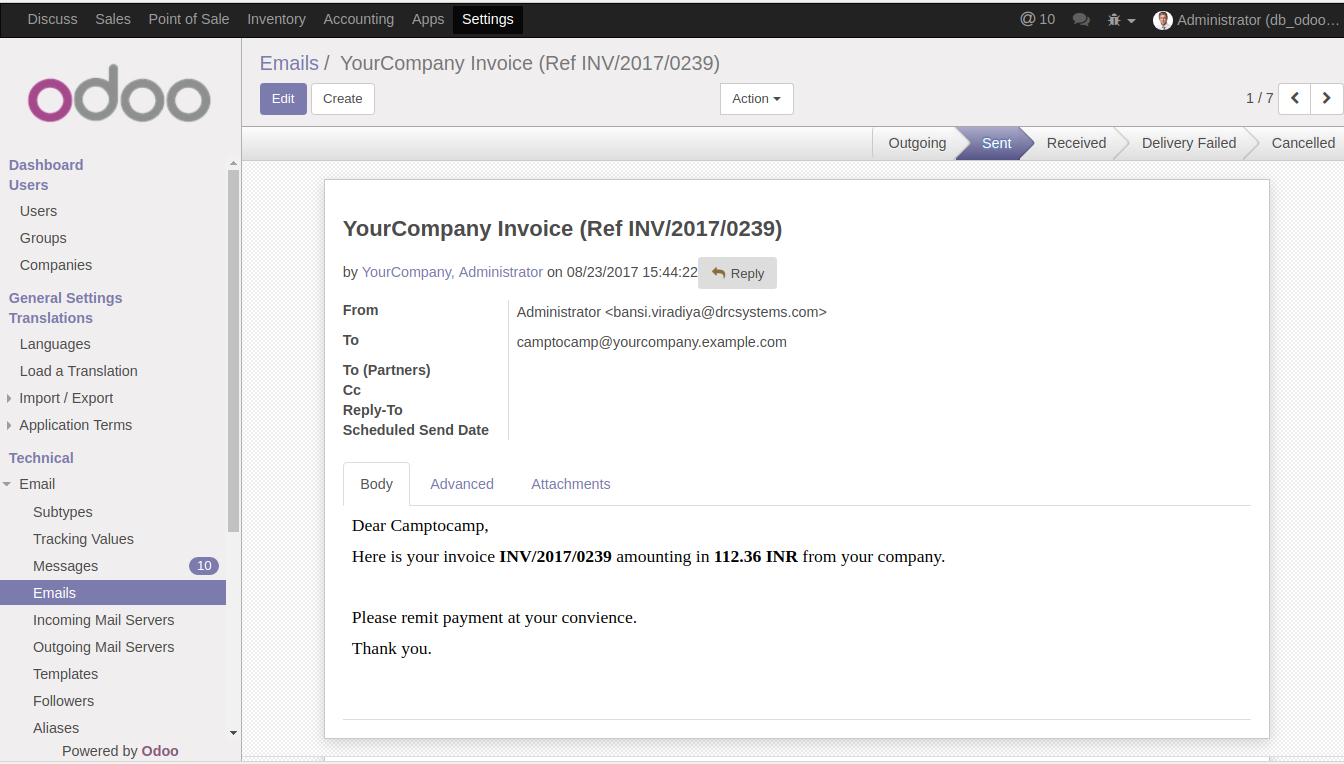 Discuss Sales Point of Sale Inventory Accounting Apps Settings @ 10 Administrator (db_odoo...
odoo
Emails / YourCompany Invoice (Ref INV/2017/0239)
Edit Create Action 1 / 7
Outgoing Sent Received Delivery Failed Cancelled
Dashboard
Users
Users
Groups
Companies
General Settings
Translations
Languages
Load a Translation
Import / Export
Application Terms
Technical
Email
Subtypes
Tracking Values
Messages 10
Emails
Incoming Mail Servers
Outgoing Mail Servers
Templates
Followers
Aliases
Powered by Odoo
YourCompany Invoice (Ref INV/2017/0239)
by YourCompany, Administrator on 08/23/2017 15:44:22 Reply
From Administrator <bansi.viradiya@drcsystems.com>
To camptocamp@yourcompany.example.com
To (Partners)
Cc
Reply-To
Scheduled Send Date
Body Advanced Attachments
Dear Camptocamp,
Here is your invoice INV/2017/0239 amounting in 112.36 INR from your company.
Please remit payment at your convience.
Thank you.